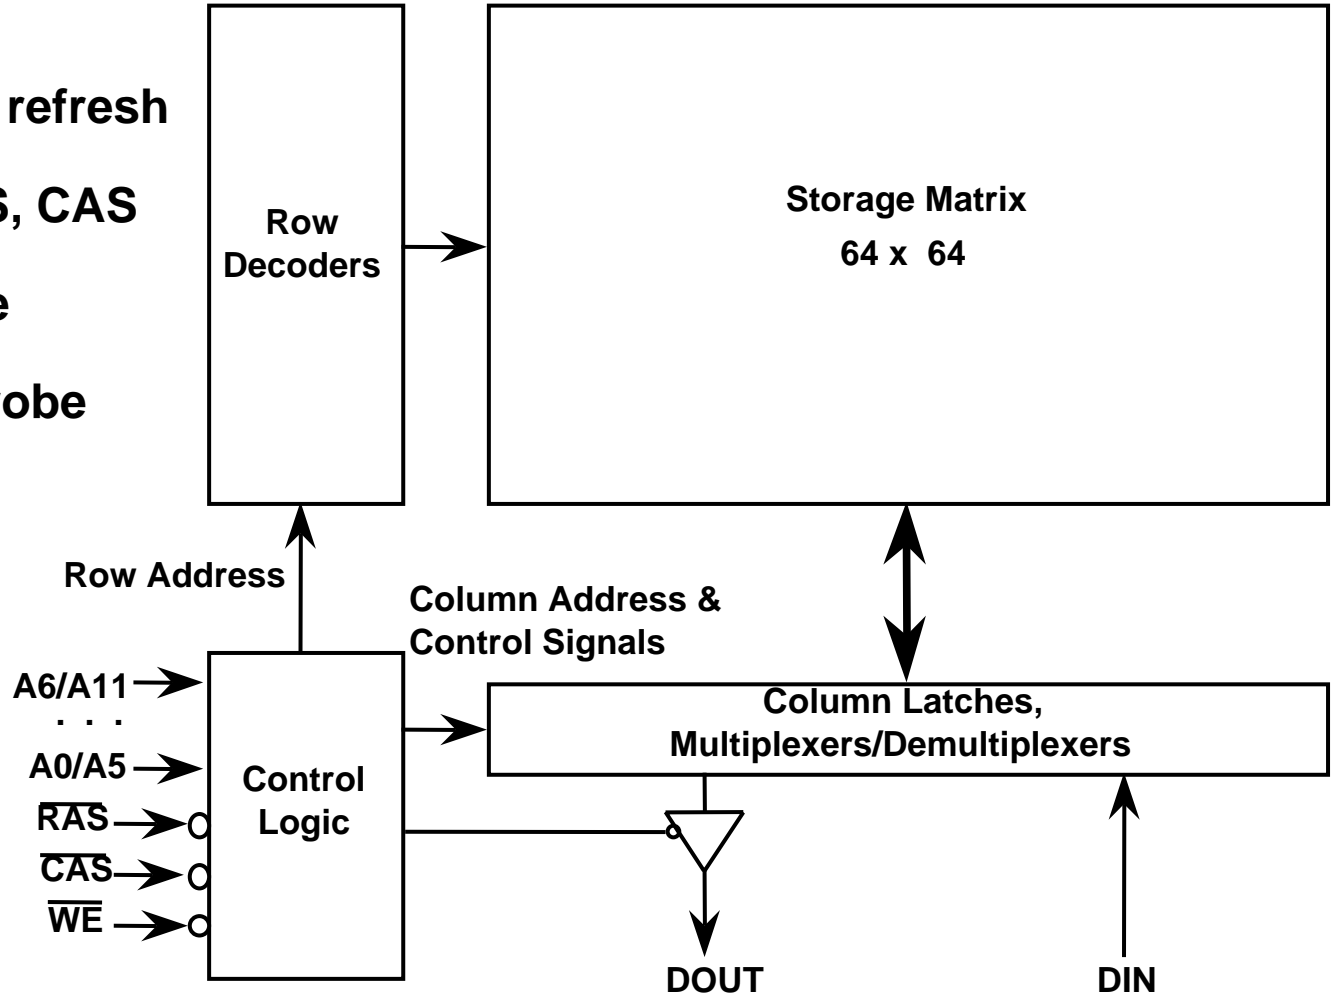 refresh
, CAS
Row
Decoders
Storage Matrix
64 x 64
Row Address
Column Address &
Control Signals
A6/A11
. . .
A0/A5
RAS
CAS
WE
Control
Logic
Column Latches,
Multiplexers/Demultiplexers
DOUT
DIN